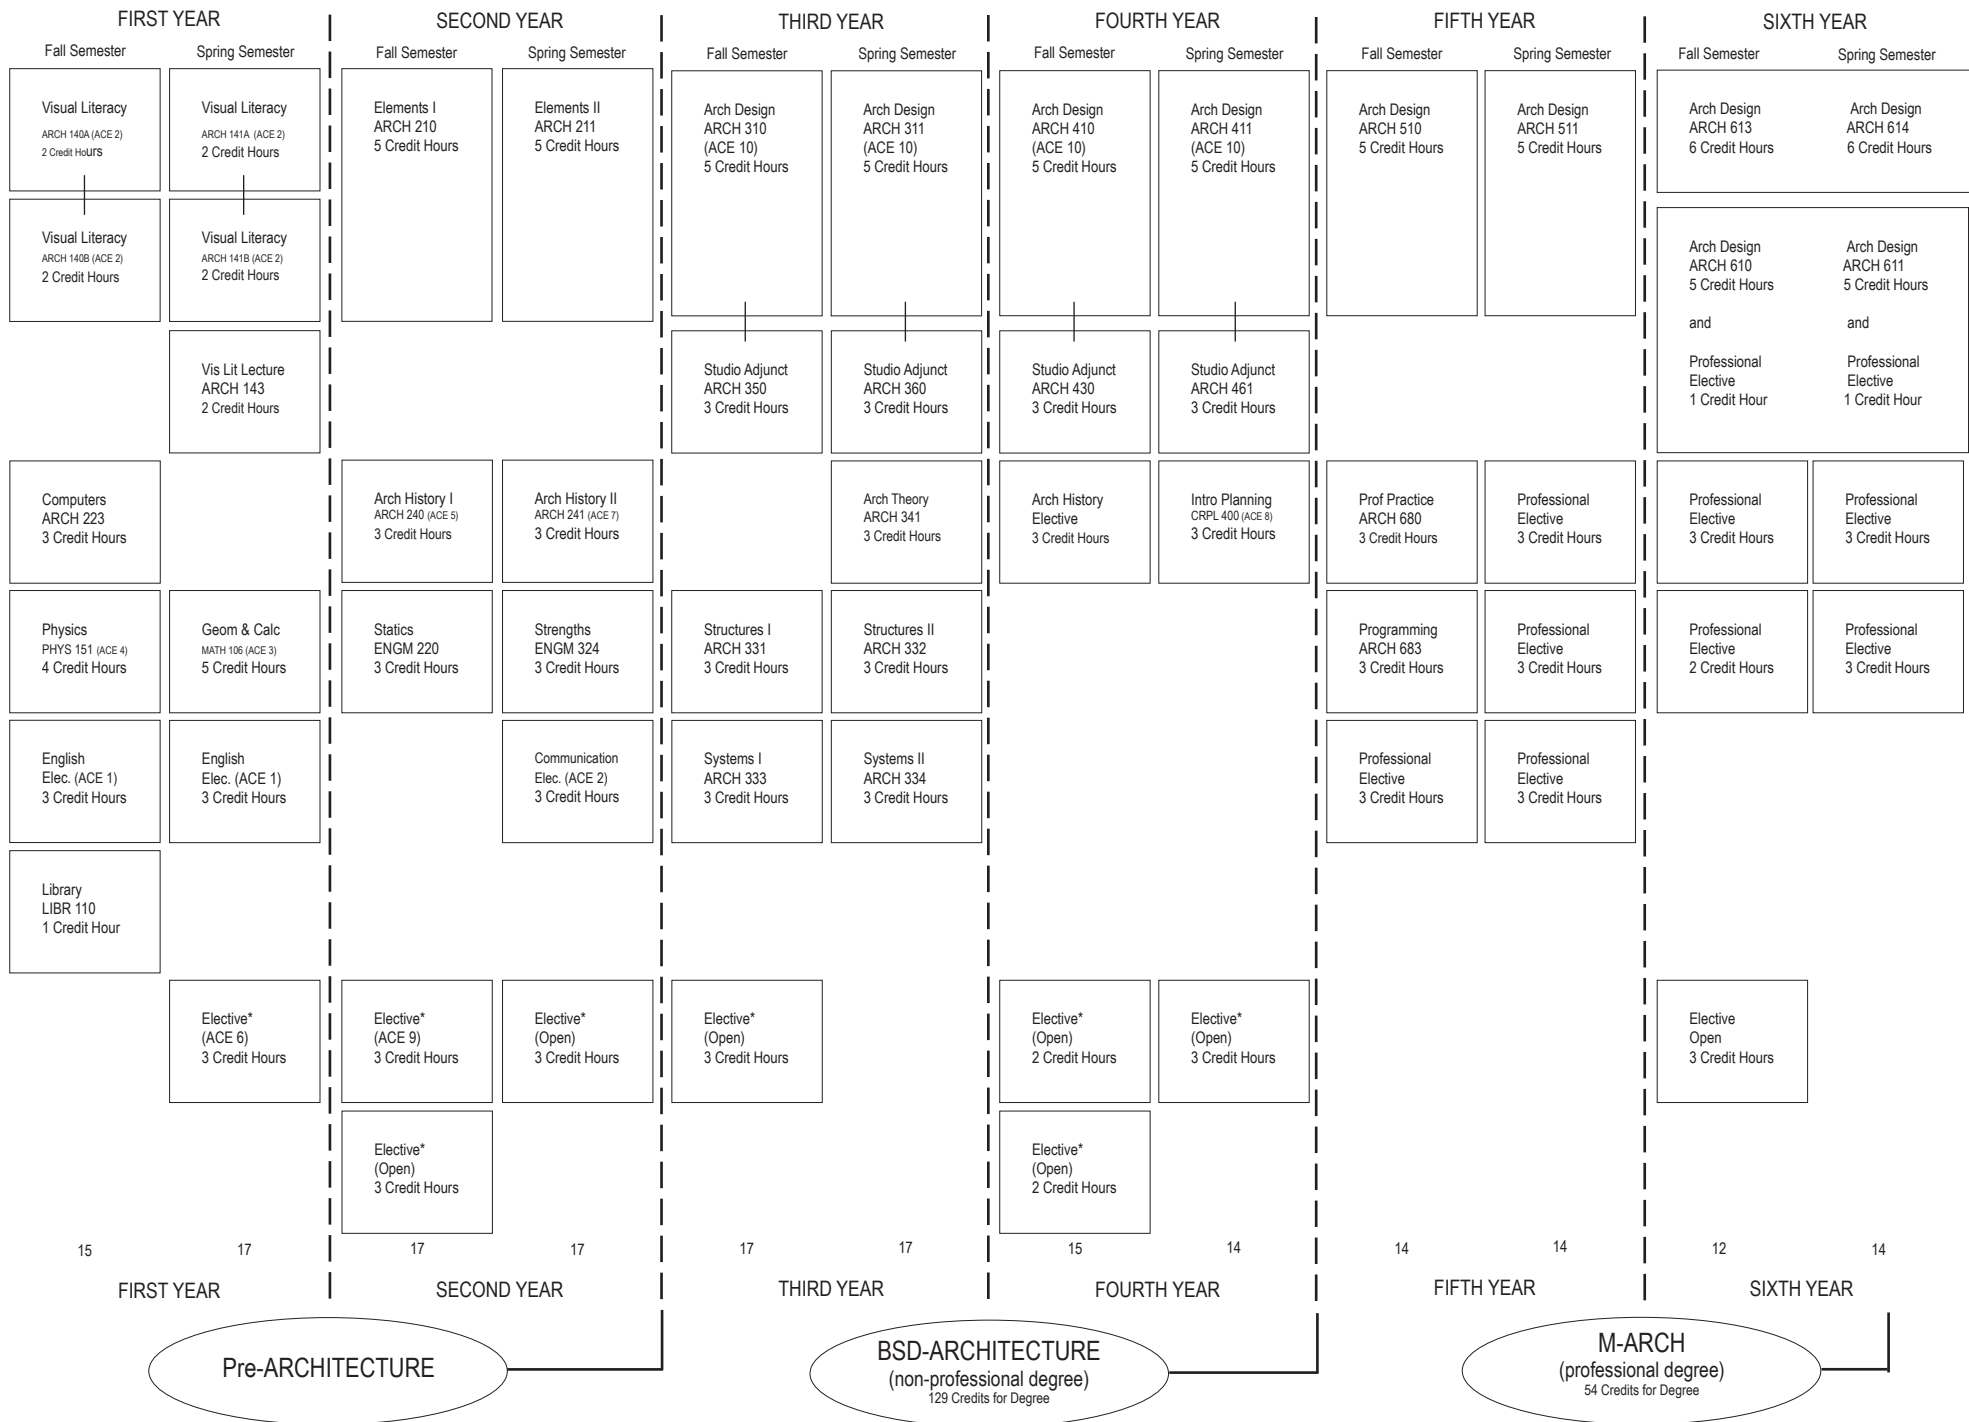 FIRST YEAR
SECOND YEAR
THIRD YEAR
FOURTH YEAR
FIFTH YEAR
SIXTH YEAR
Fall Semester
Spring Semester
Fall Semester
Spring Semester
Fall Semester
Spring Semester
Fall Semester
Spring Semester
Fall Semester
Spring Semester
Fall Semester
Spring Semester
Visual Literacy
ARCH 140A (ACE 2)
2 Credit Hours
Visual Literacy
ARCH 141A (ACE 2)
2 Credit Hours
Elements I
ARCH 210
5 Credit Hours
Elements II
ARCH 211
5 Credit Hours
Arch Design
ARCH 310
(ACE 10)
5 Credit Hours
Arch Design
ARCH 311
(ACE 10)
5 Credit Hours
Arch Design
ARCH 410
(ACE 10)
5 Credit Hours
Arch Design
ARCH 411
(ACE 10)
5 Credit Hours
Arch Design
ARCH 510
5 Credit Hours
Arch Design
ARCH 511
5 Credit Hours
Arch Design
ARCH 613
6 Credit Hours
Arch Design
ARCH 614
6 Credit Hours
Visual Literacy
ARCH 140B (ACE 2)
2 Credit Hours
Visual Literacy
ARCH 141B (ACE 2)
2 Credit Hours
Arch Design
ARCH 610
5 Credit Hours
and
Professional
Elective
1 Credit Hour
Arch Design
ARCH 611
5 Credit Hours
and
Professional
Elective
1 Credit Hour
Vis Lit Lecture
ARCH 143
2 Credit Hours
Studio Adjunct
ARCH 350
3 Credit Hours
Studio Adjunct
ARCH 360
3 Credit Hours
Studio Adjunct
ARCH 430
3 Credit Hours
Studio Adjunct
ARCH 461
3 Credit Hours
Computers
ARCH 223
3 Credit Hours
Arch History I
ARCH 240 (ACE 5)
3 Credit Hours
Arch History II
ARCH 241 (ACE 7)
3 Credit Hours
Arch Theory
ARCH 341
3 Credit Hours
Arch History
Elective
3 Credit Hours
Intro Planning
CRPL 400 (ACE 8)
3 Credit Hours
Prof Practice
ARCH 680
3 Credit Hours
Professional
Elective
3 Credit Hours
Professional
Elective
3 Credit Hours
Professional
Elective
3 Credit Hours
Physics
PHYS 151 (ACE 4)
4 Credit Hours
Geom & Calc
MATH 106 (ACE 3)
5 Credit Hours
Statics
ENGM 220
3 Credit Hours
Strengths
ENGM 324
3 Credit Hours
Structures I
ARCH 331
3 Credit Hours
Structures II
ARCH 332
3 Credit Hours
Programming
ARCH 683
3 Credit Hours
Professional
Elective
3 Credit Hours
Professional
Elective
2 Credit Hours
Professional
Elective
3 Credit Hours
English
Elec. (ACE 1)
3 Credit Hours
English
Elec. (ACE 1)
3 Credit Hours
Communication
Elec. (ACE 2)
3 Credit Hours
Systems I
ARCH 333
3 Credit Hours
Systems II
ARCH 334
3 Credit Hours
Professional
Elective
3 Credit Hours
Professional
Elective
3 Credit Hours
Library
LIBR 110
1 Credit Hour
Elective*
(ACE 6)
3 Credit Hours
Elective*
(ACE 9)
3 Credit Hours
Elective*
(Open)
3 Credit Hours
Elective*
(Open)
3 Credit Hours
Elective*
(Open)
2 Credit Hours
Elective*
(Open)
3 Credit Hours
Elective
Open
3 Credit Hours
Elective*
(Open)
3 Credit Hours
Elective*
(Open)
2 Credit Hours
15
17
17
17
17
17
15
14
14
14
12
14
FIRST YEAR
SECOND YEAR
THIRD YEAR
FOURTH YEAR
FIFTH YEAR
SIXTH YEAR
Pre-ARCHITECTURE
BSD-ARCHITECTURE
(non-professional degree)
129 Credits for Degree
M-ARCH
(professional degree)
54 Credits for Degree